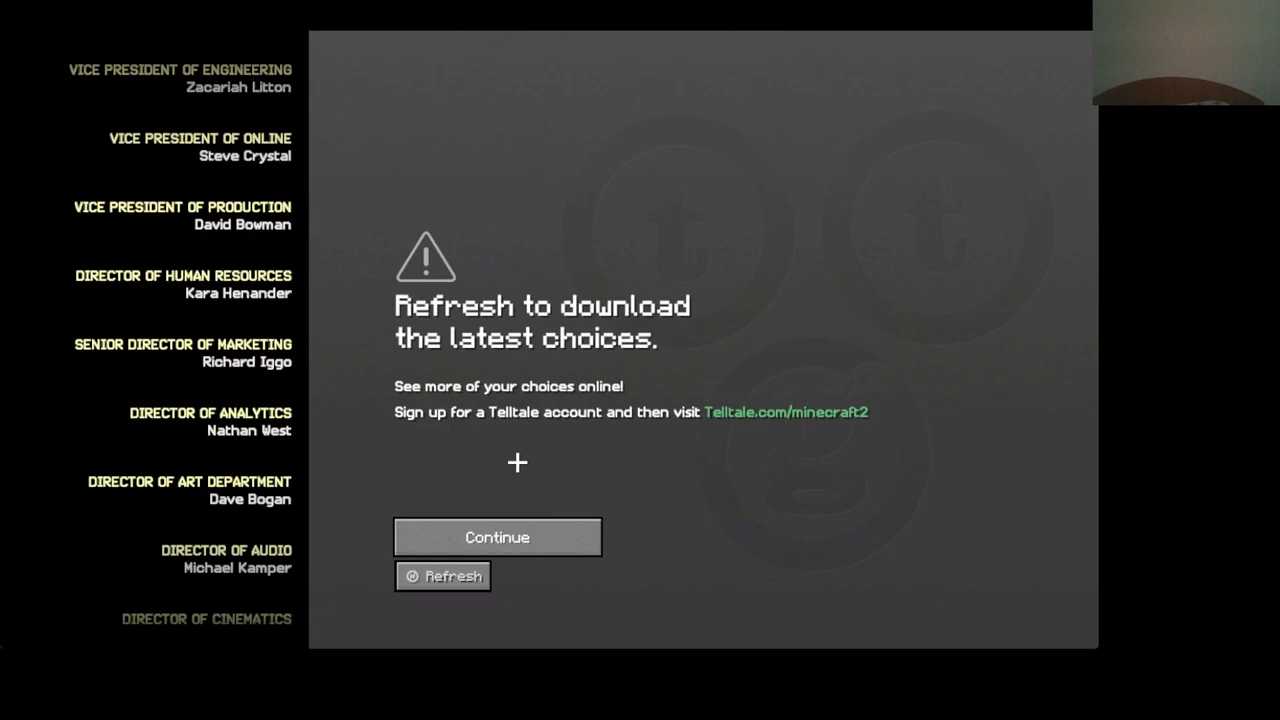 VICE PRESIDENT OF ENGINEERING
Zacariah Litton
VICE PRESIDENT OF ONLINE
Steve Crystal
VICE PRESIDENT OF PRODUCTION
David Bowman
DIRECTOR OF HUMAN RESOURCES
Kara Henander
SENIOR DIRECTOR OF MARKETING
Richard Iggo
DIRECTOR OF ANALYTICS
Nathan West
DIRECTOR OF ART DEPARTMENT
Dave Bogan
DIRECTOR OF AUDIO
Michael Kamper
DIRECTOR OF CINEMATICS
t t
g
Refresh to download
the latest choices.
See more of your choices online!
Sign up for a Telltale account and then visit Telltale.com/minecraft2
Continue
Refresh